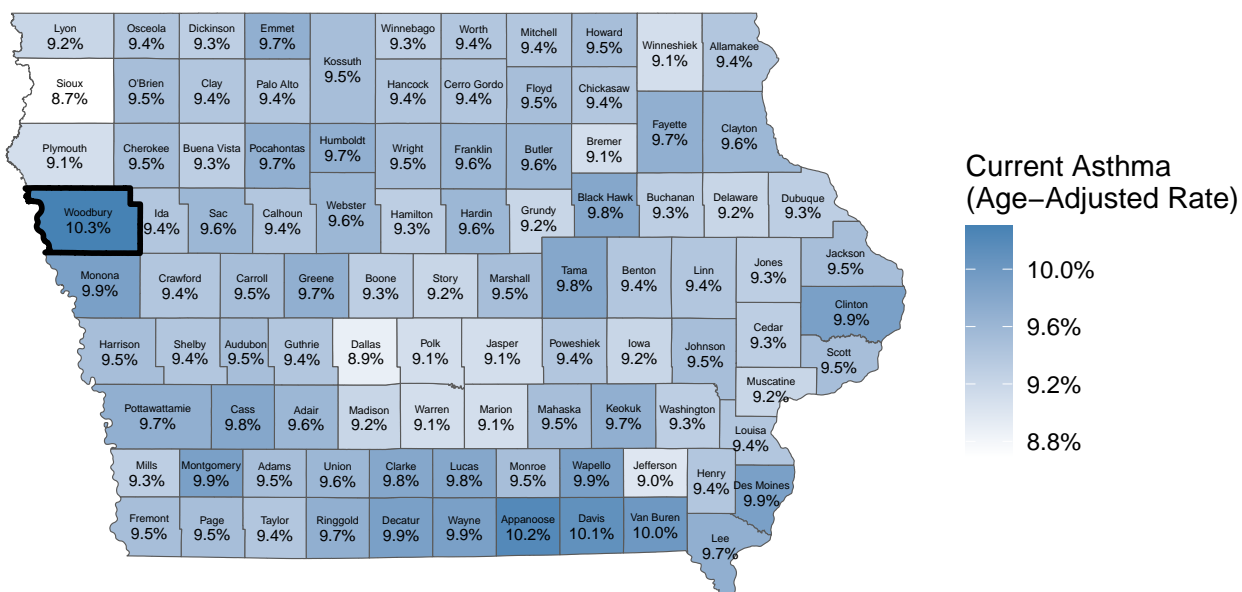 Lyon
9.2%
Osceola
9.4%
Dickinson
9.3%
Emmet
9.7%
Kossuth
9.5%
Winnebago
9.3%
Worth
9.4%
Mitchell
9.4%
Howard
9.5%
Winneshiek
9.1%
Allamakee
9.4%
Sioux
8.7%
O'Brien
9.5%
Clay
9.4%
Palo Alto
9.4%
Hancock
9.4%
Cerro Gordo
9.4%
Floyd
9.5%
Chickasaw
9.4%
Fayette
9.7%
Clayton
9.6%
Plymouth
9.1%
Cherokee
9.5%
Buena Vista
9.3%
Pocahontas
9.7%
Humboldt
9.7%
Wright
9.5%
Franklin
9.6%
Butler
9.6%
Bremer
9.1%
Woodbury
10.3%
Ida
9.4%
Sac
9.6%
Calhoun
9.4%
Webster
9.6%
Hamilton
9.3%
Hardin
9.6%
Grundy
9.2%
Black Hawk
9.8%
Buchanan
9.3%
Delaware
9.2%
Dubuque
9.3%
Monona
9.9%
Crawford
9.4%
Carroll
9.5%
Greene
9.7%
Boone
9.3%
Story
9.2%
Marshall
9.5%
Tama
9.8%
Benton
9.4%
Linn
9.4%
Jones
9.3%
Jackson
9.5%
Clinton
9.9%
Harrison
9.5%
Shelby
9.4%
Audubon
9.5%
Guthrie
9.4%
Dallas
8.9%
Polk
9.1%
Jasper
9.1%
Poweshiek
9.4%
Iowa
9.2%
Johnson
9.5%
Cedar
9.3%
Scott
9.5%
Muscatine
9.2%
Pottawattamie
9.7%
Cass
9.8%
Adair
9.6%
Madison
9.2%
Warren
9.1%
Marion
9.1%
Mahaska
9.5%
Keokuk
9.7%
Washington
9.3%
Louisa
9.4%
Mills
9.3%
Montgomery
9.9%
Adams
9.5%
Union
9.6%
Clarke
9.8%
Lucas
9.8%
Monroe
9.5%
Wapello
9.9%
Jefferson
9.0%
Henry
9.4%
Des Moines
9.9%
Fremont
9.5%
Page
9.5%
Taylor
9.4%
Ringgold
9.7%
Decatur
9.9%
Wayne
9.9%
Appanoose
10.2%
Davis
10.1%
Van Buren
10.0%
Lee
9.7%
Current Asthma
(Age−Adjusted Rate)
10.0%
9.6%
9.2%
8.8%